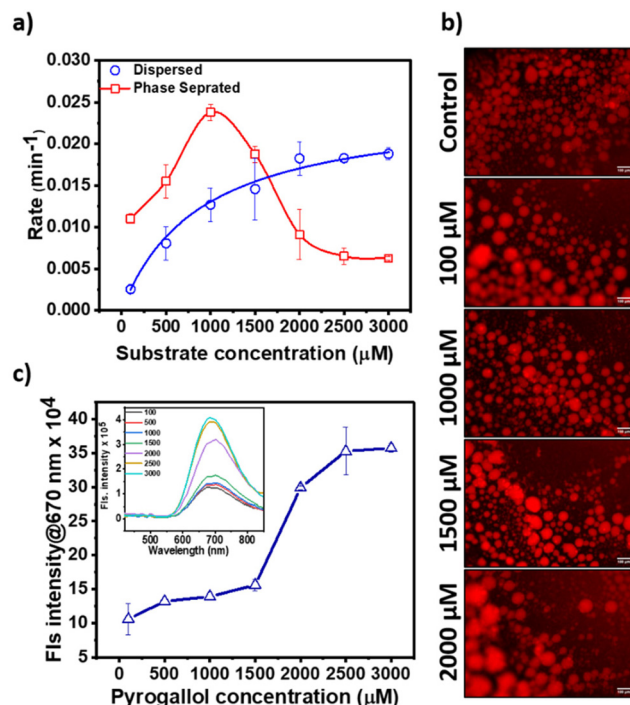 a)
0.030
0.025
0.020
0.015
0.010
0.005
0.000
Rate (min-1)
Dispersed
Phase Seprated
0 500 1000 1500 2000 2500 3000
Substrate concentration (μM)
b)
Control
100 μM
1000 μM
1500 μM
2000 μM
c)
40
35
30
25
20
15
10
5
0
Fls intensity@670 nm x 10⁴
100
500
1000
1500
2000
2500
3000
4
3
2
1
0
Fls. intensity x 10⁵
500 600 700 800
Wavelength (nm)
0 500 1000 1500 2000 2500 3000
Pyrogallol concentration (μM)